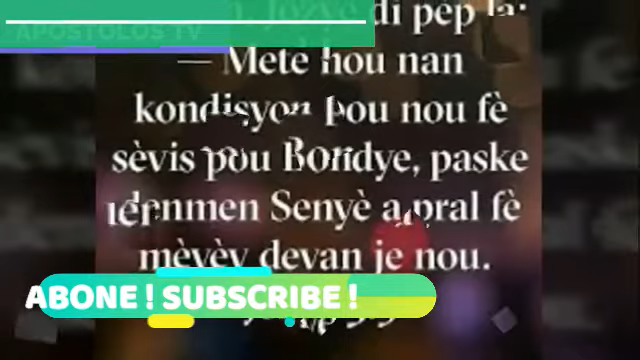 APOSTOLOS TV
di pèp la:
— Mete nou nan
kondisyon pou nou fè
sèvis pou Bondye, paske
denmen Senyè a pral fè
mèvèy devan je nou.
ABONE ! SUBSCRIBE !